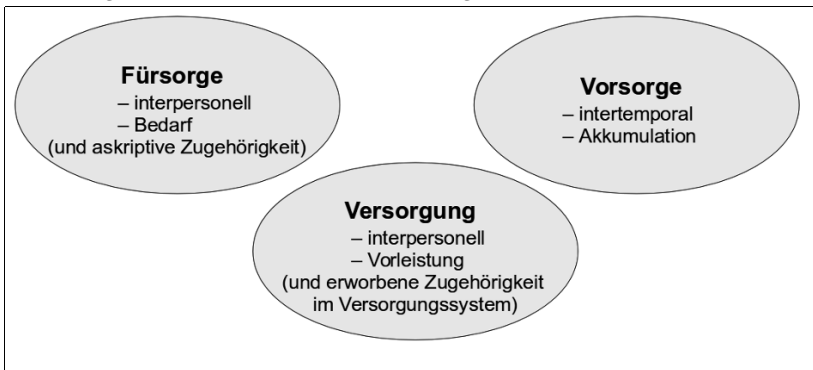 Fürsorge
– interpersonell
– Bedarf
(und askriptive Zugehörigkeit)
Vorsorge
– intertemporal
– Akkumulation
Versorgung
– interpersonell
– Vorleistung
(und erworbene Zugehörigkeit
im Versorgungssystem)